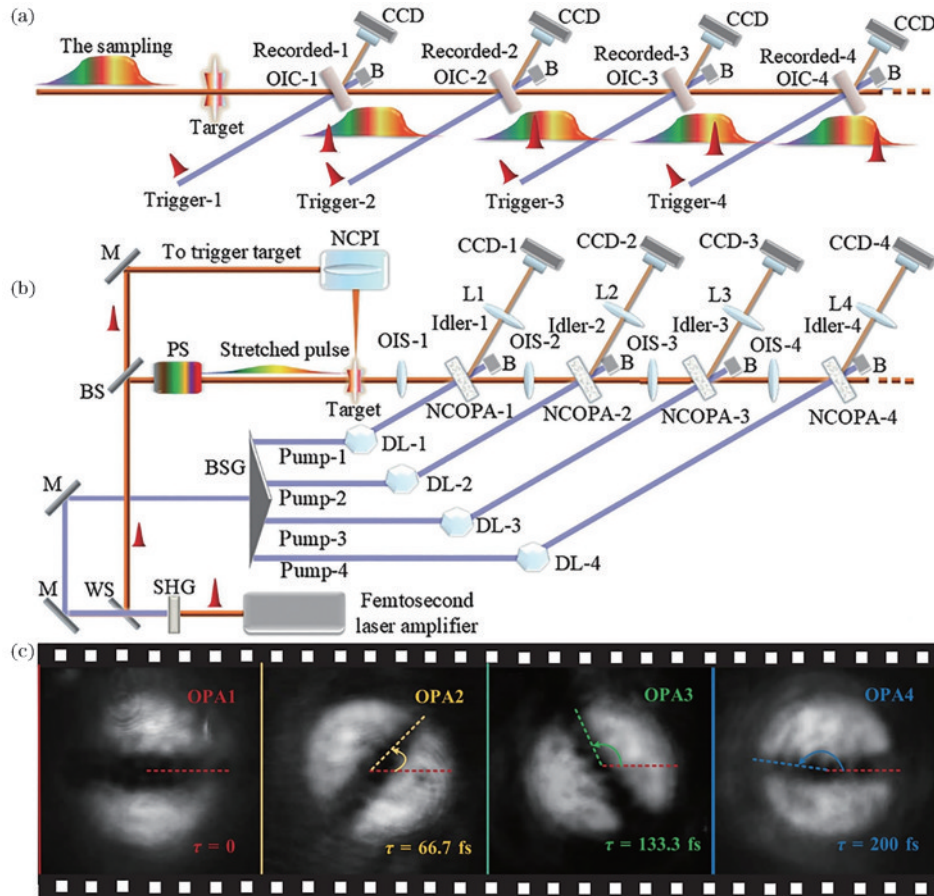 (a)
CCD
CCD
CCD
CCD
The sampling
Recorded-1
Recorded-2
Recorded-3
Recorded-4
OIC-1
B
OIC-2
B
OIC-3
B
OIC-4
B
Target
Trigger-1
Trigger-2
Trigger-3
Trigger-4
(b)
M
To trigger target
NCPI
CCD-1
CCD-2
CCD-3
CCD-4
L1
L2
L3
L4
Idler-1
Idler-2
Idler-3
Idler-4
BS
PS
Stretched pulse
OIS-1
OIS-2
OIS-3
OIS-4
B
B
B
B
Target
NCOPA-1
NCOPA-2
NCOPA-3
NCOPA-4
BSG
Pump-1
DL-1
Pump-2
DL-2
Pump-3
DL-3
Pump-4
DL-4
M
M
WS
SHG
Femtosecond
laser amplifier
(c)
OPA1
OPA2
OPA3
OPA4
τ = 0
τ = 66.7 fs
τ = 133.3 fs
τ = 200 fs